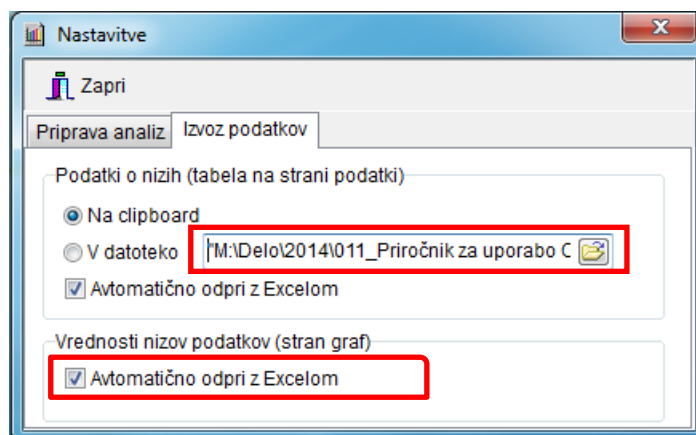 Nastavitve
Zapri
Priprava analiz Izvoz podatkov
Podatki o nizih (tabela na strani podatki)
Na clipboard
V datoteko "M:\Delo\2014\011_Priročnik za uporabo C
Avtomatično odpri z Excelom
Vrednosti nizov podatkov (stran graf)
Avtomatično odpri z Excelom